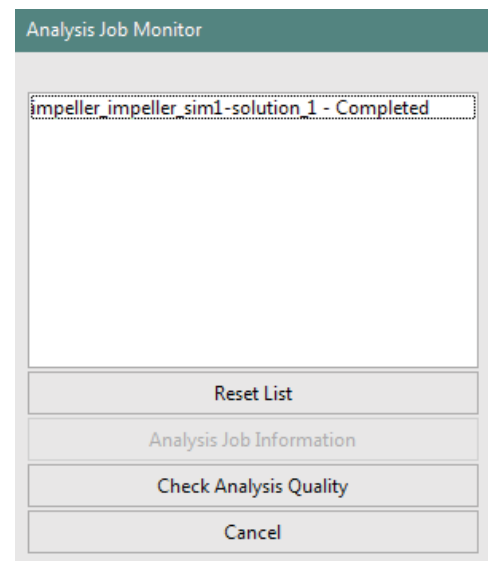 Analysis Job Monitor
impeller_impeller_sim1-solution_1 - Completed
Reset List
Analysis Job Information
Check Analysis Quality
Cancel